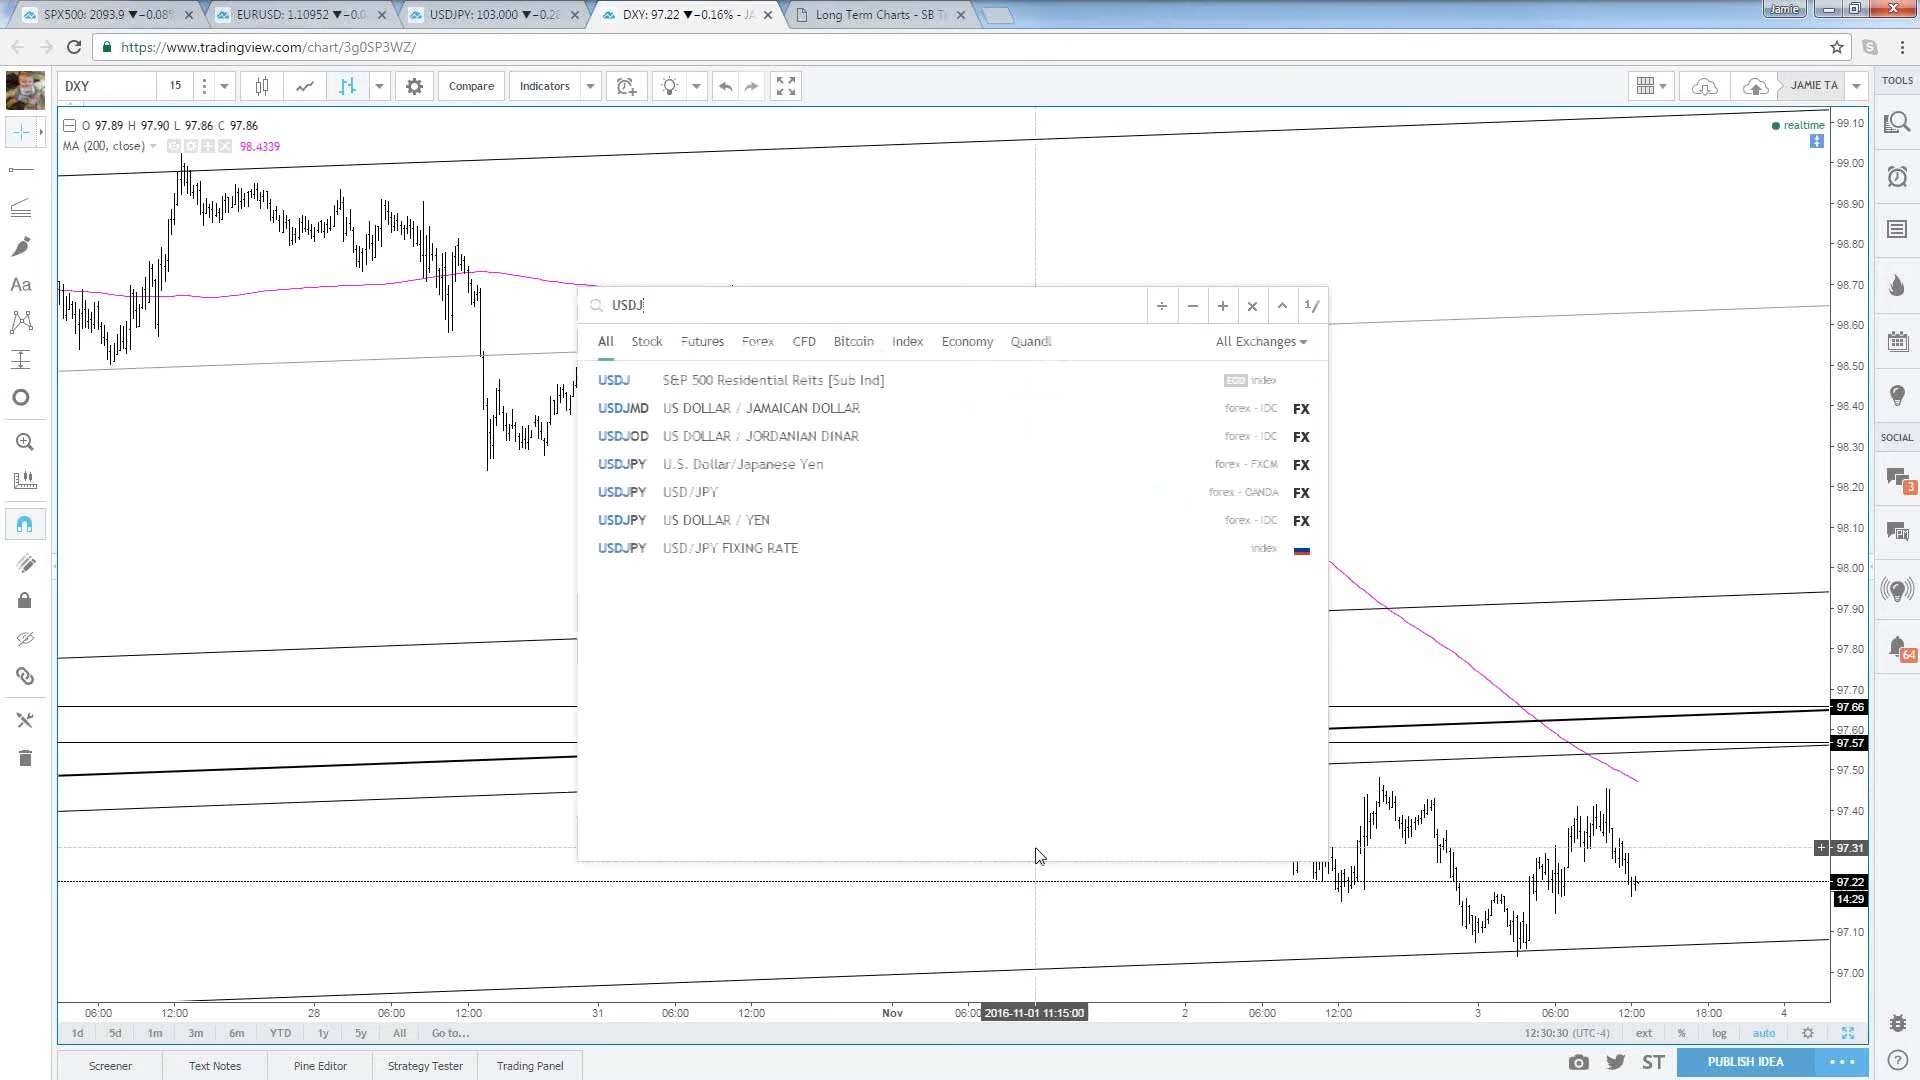 SPX500: 2093.9 ▼−0.08%
EURUSD: 1.10952 ▼−0.0
USDJPY: 103.000 ▼−0.28
DXY: 97.22 ▼−0.16% - JA
Long Term Charts - SB T
Jamie
https://www.tradingview.com/chart/3g0SP3WZ/
DXY 15 Compare Indicators JAMIE TA TOOLS
O 97.89 H 97.90 L 97.86 C 97.86
realtime
MA (200, close) 98.4339
USDJ
All Stock Futures Forex CFD Bitcoin Index Economy Quandl All Exchanges
USDJ S&P 500 Residential Reits [Sub Ind] EOD index
USDJMD US DOLLAR / JAMAICAN DOLLAR forex - IDC FX
USDJOD US DOLLAR / JORDANIAN DINAR forex - IDC FX
USDJPY U.S. Dollar/Japanese Yen forex - FXCM FX
USDJPY USD/JPY forex - OANDA FX
USDJPY US DOLLAR / YEN forex - IDC FX
USDJPY USD/JPY FIXING RATE index
99.10
99.00
98.90
98.80
98.70
98.60
98.50
98.40
98.30
98.20
98.10
98.00
97.90
97.80
97.70
97.66
97.60
97.57
97.50
97.40
97.31
97.22
14:29
97.10
97.00
Aa
SOCIAL
3
64
06:00 12:00 28 06:00 12:00 31 06:00 12:00 Nov 06:00 2016-11-01 11:15:00 2 06:00 12:00 3 06:00 12:00 18:00 4
1d 5d 1m 3m 6m YTD 1y 5y All Go to... 12:30:30 (UTC-4) ext % log auto
Screener Text Notes Pine Editor Strategy Tester Trading Panel ST PUBLISH IDEA